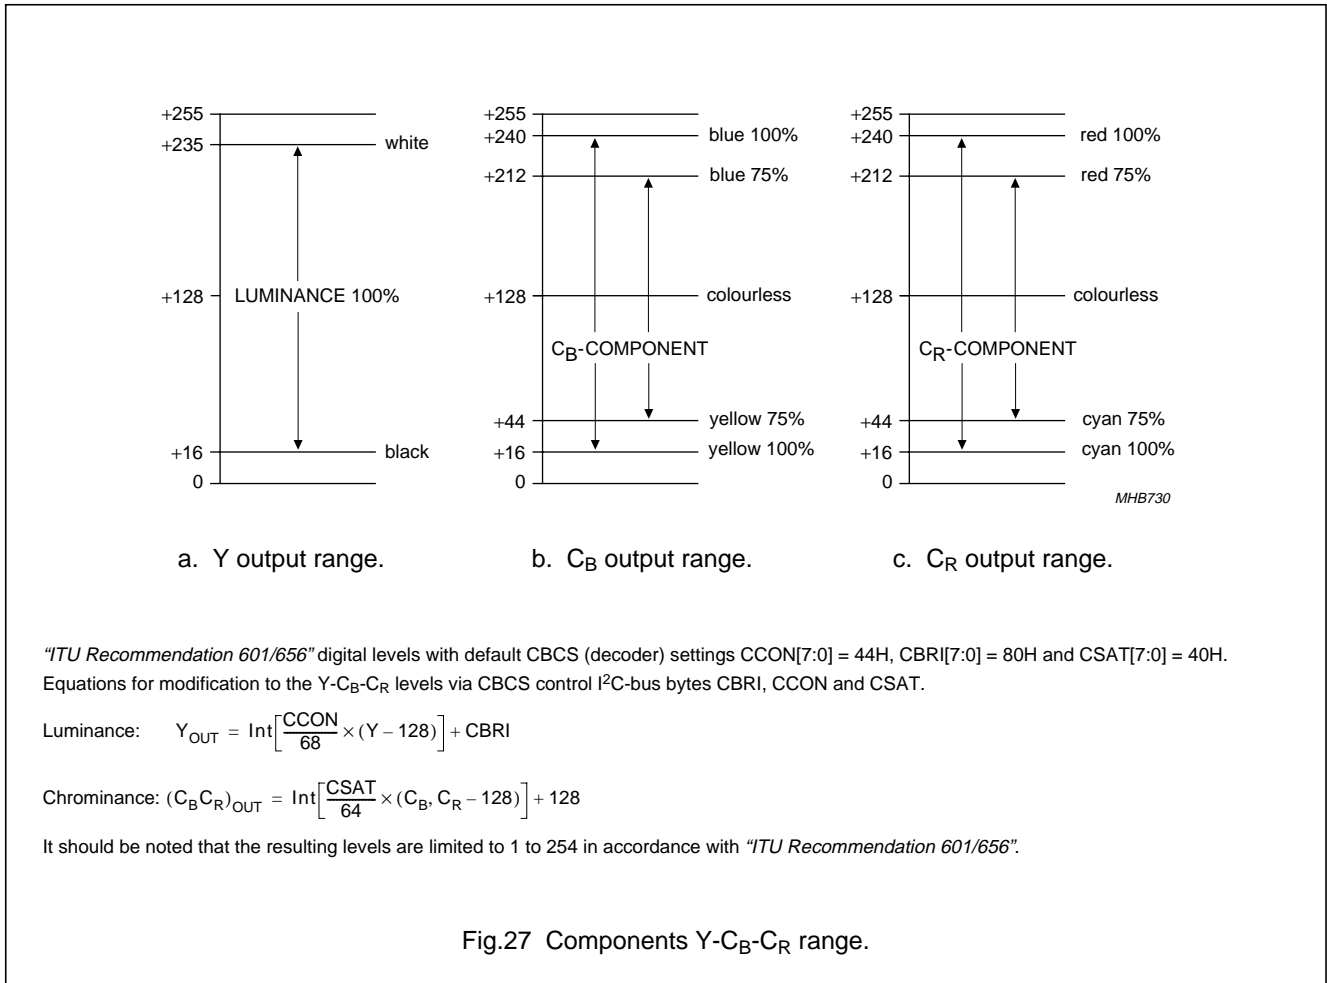 +255
+235
white
+128
LUMINANCE 100%
+16
black
0
+255
+240
blue 100%
+212
blue 75%
+128
colourless
CB-COMPONENT
+44
yellow 75%
+16
yellow 100%
0
+255
+240
red 100%
+212
red 75%
+128
colourless
CR-COMPONENT
+44
cyan 75%
+16
cyan 100%
0
MHB730
a. Y output range.
b. CB output range.
c. CR output range.
“ITU Recommendation 601/656” digital levels with default CBCS (decoder) settings CCON[7:0] = 44H, CBRI[7:0] = 80H and CSAT[7:0] = 40H.
Equations for modification to the Y-CB-CR levels via CBCS control I²C-bus bytes CBRI, CCON and CSAT.
Luminance: YOUT = Int[CCON/68 × (Y – 128)] + CBRI
Chrominance: (CBCR)OUT = Int[CSAT/64 × (CB, CR – 128)] + 128
It should be noted that the resulting levels are limited to 1 to 254 in accordance with “ITU Recommendation 601/656”.
Fig.27 Components Y-CB-CR range.